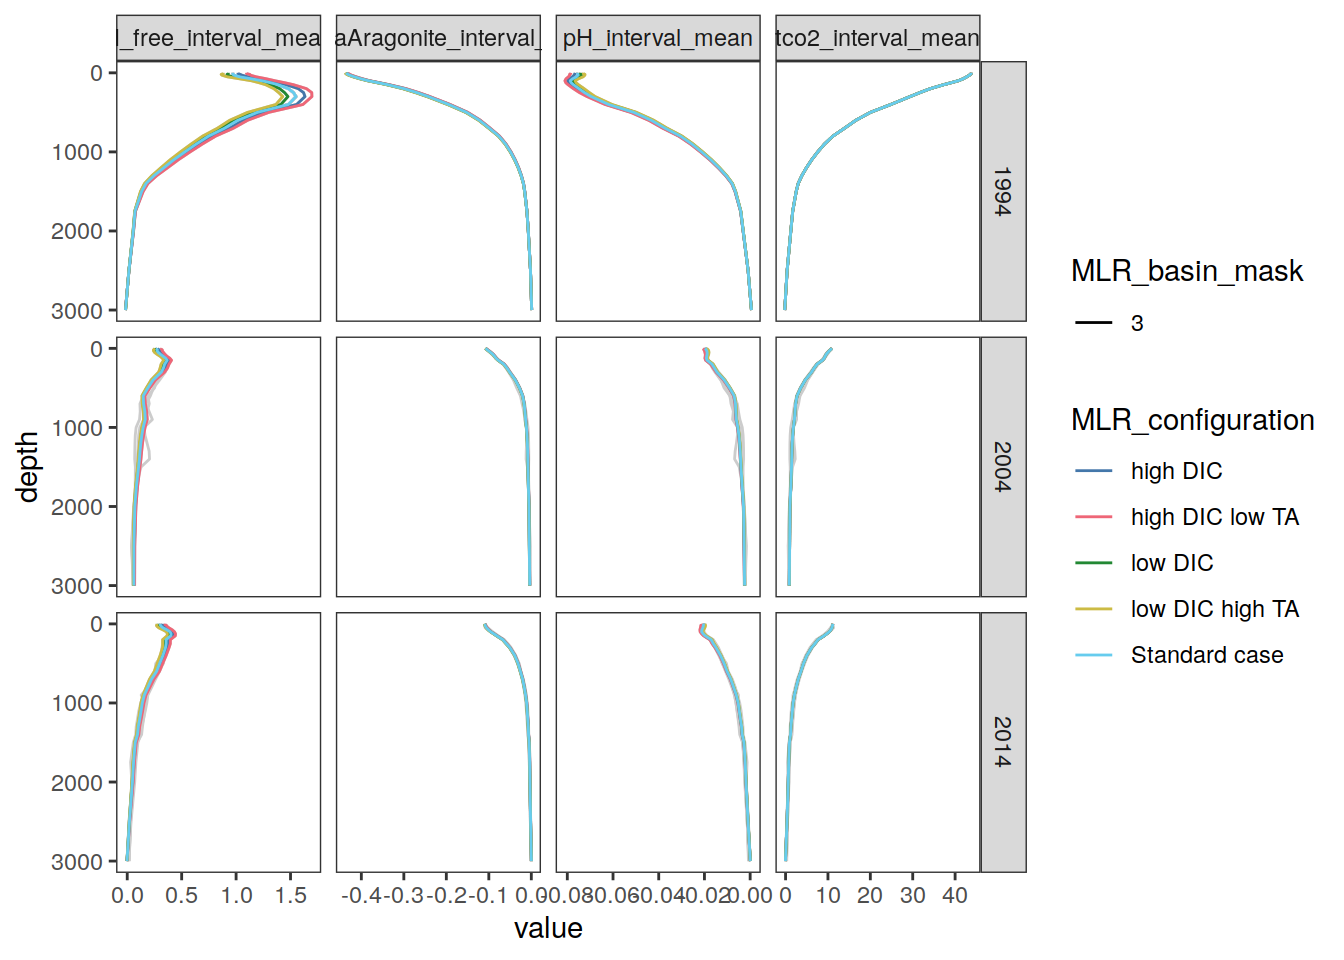 _free_interval_mea
aAragonite_interval_
pH_interval_mean
tco2_interval_mean
0
1000
2000
3000
1994
0
1000
2000
3000
2004
0
1000
2000
3000
2014
0.0 0.5 1.0 1.5
-0.4 -0.3 -0.2 -0.1 0.0
-0.08 -0.06 -0.04 -0.02 0.00
0 10 20 30 40
value
depth
MLR_basin_mask
3
MLR_configuration
high DIC
high DIC low TA
low DIC
low DIC high TA
Standard case